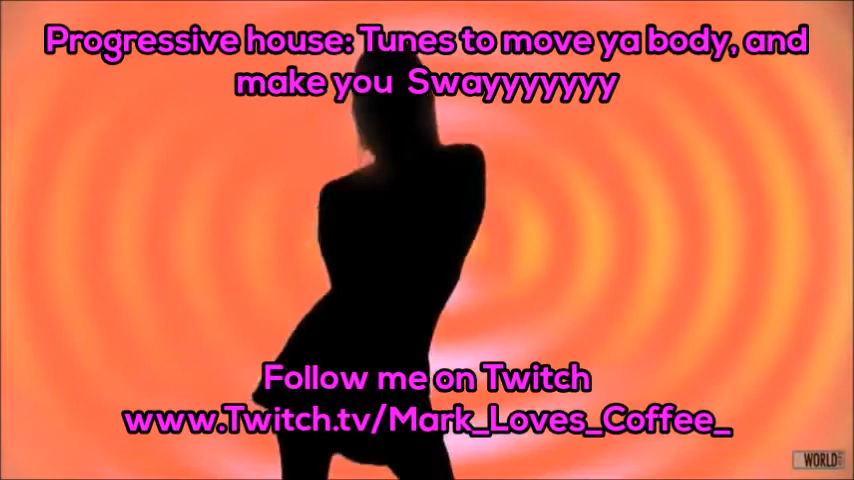 Progressive house: Tunes to move ya body, and
make you Swayyyyyyy
Follow me on Twitch
www.Twitch.tv/Mark_Loves_Coffee_
WORLD